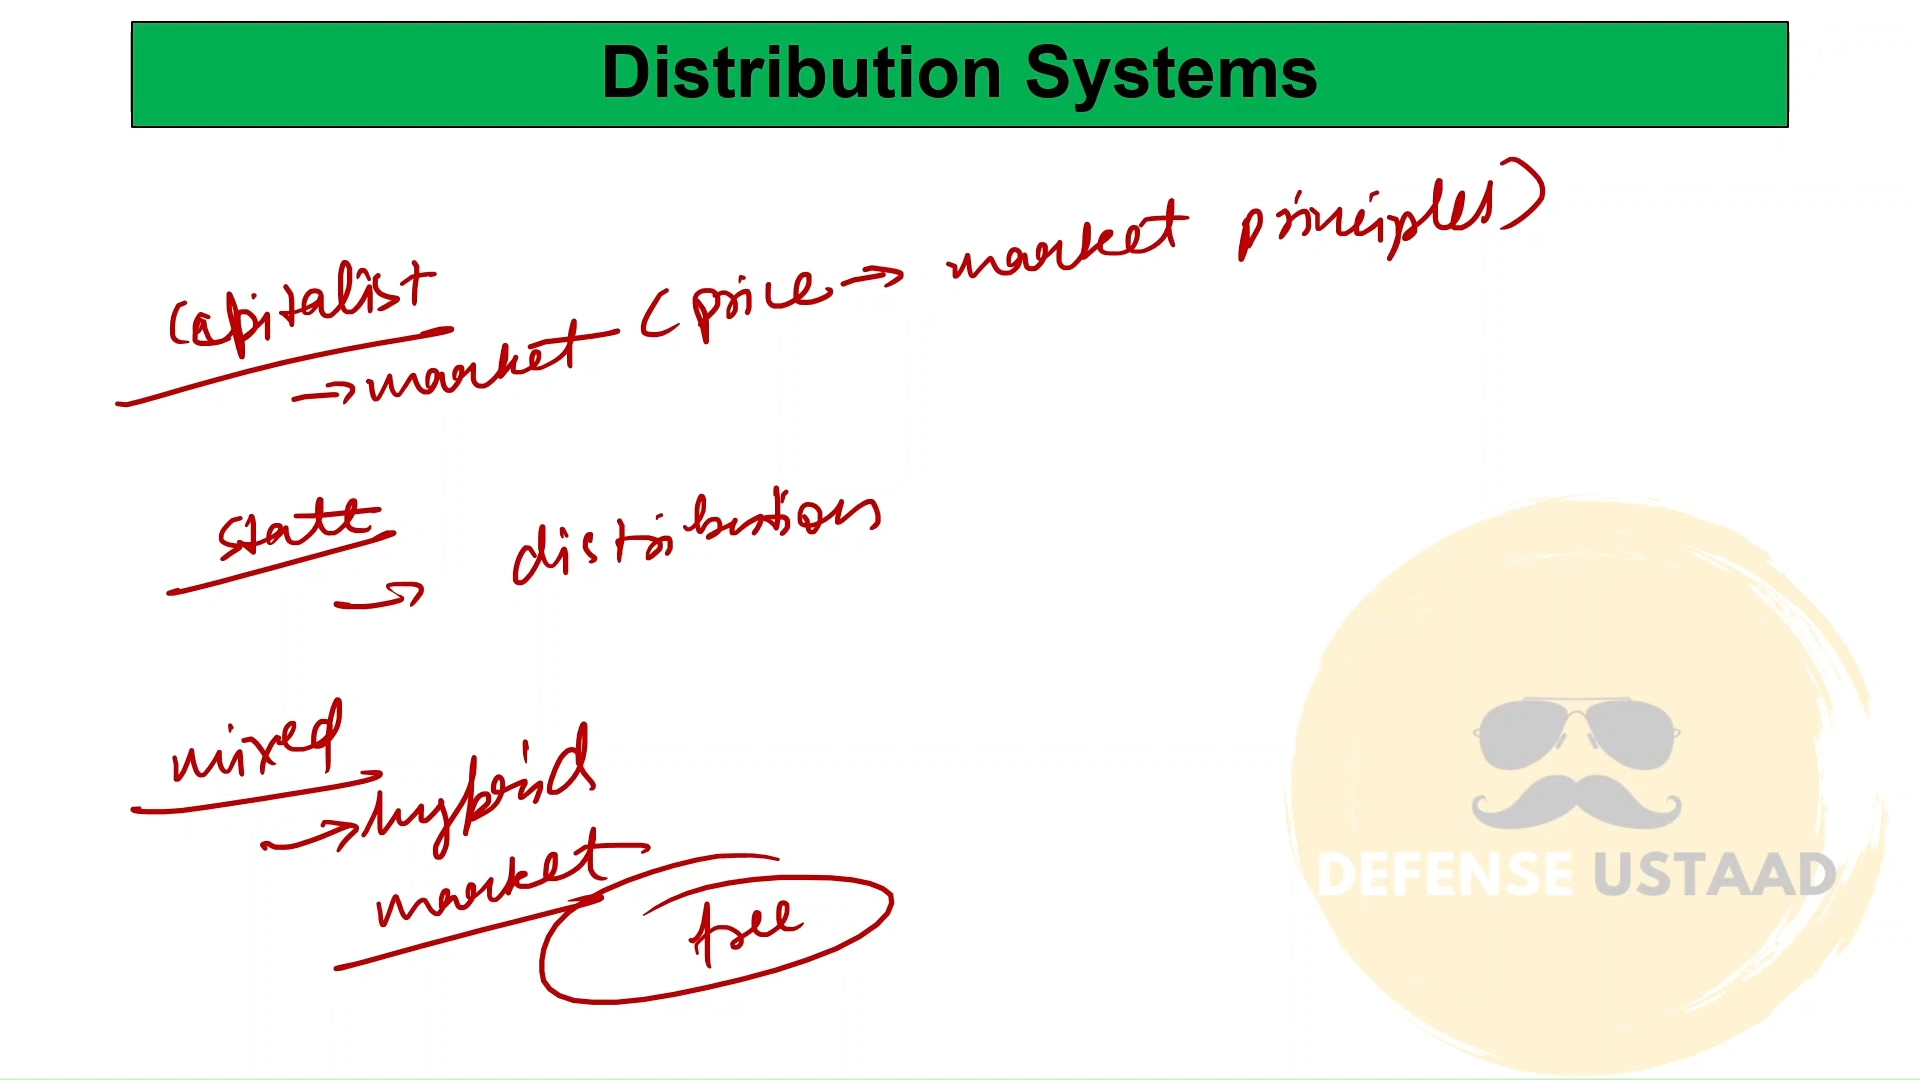 Distribution Systems
Capitalist
→ market (price → market principles)
state
→ distribution
mixed
→ hybrid
market
free
DEFENSE USTAAD